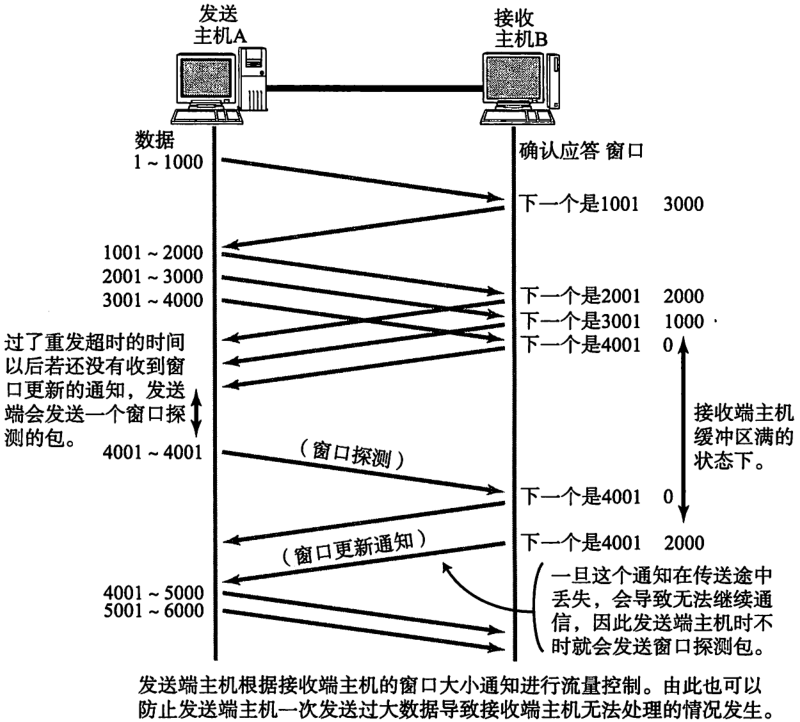 发送
主机A
接收
主机B
数据
确认应答 窗口
1～1000
下一个是1001 3000
1001～2000
2001～3000
3001～4000
下一个是2001 2000
下一个是3001 1000
下一个是4001 0
过了重发超时的时间
以后若还没有收到窗
口更新的通知，发送
端会发送一个窗口探
测的包。
接收端主机
缓冲区满的
状态下。
4001～4001
（窗口探测）
下一个是4001 0
（窗口更新通知）
下一个是4001 2000
4001～5000
5001～6000
一旦这个通知在传送途中
丢失，会导致无法继续通
信，因此发送端主机时不
时就会发送窗口探测包。
发送端主机根据接收端主机的窗口大小通知进行流量控制。由此也可以
防止发送端主机一次发送过大数据导致接收端主机无法处理的情况发生。